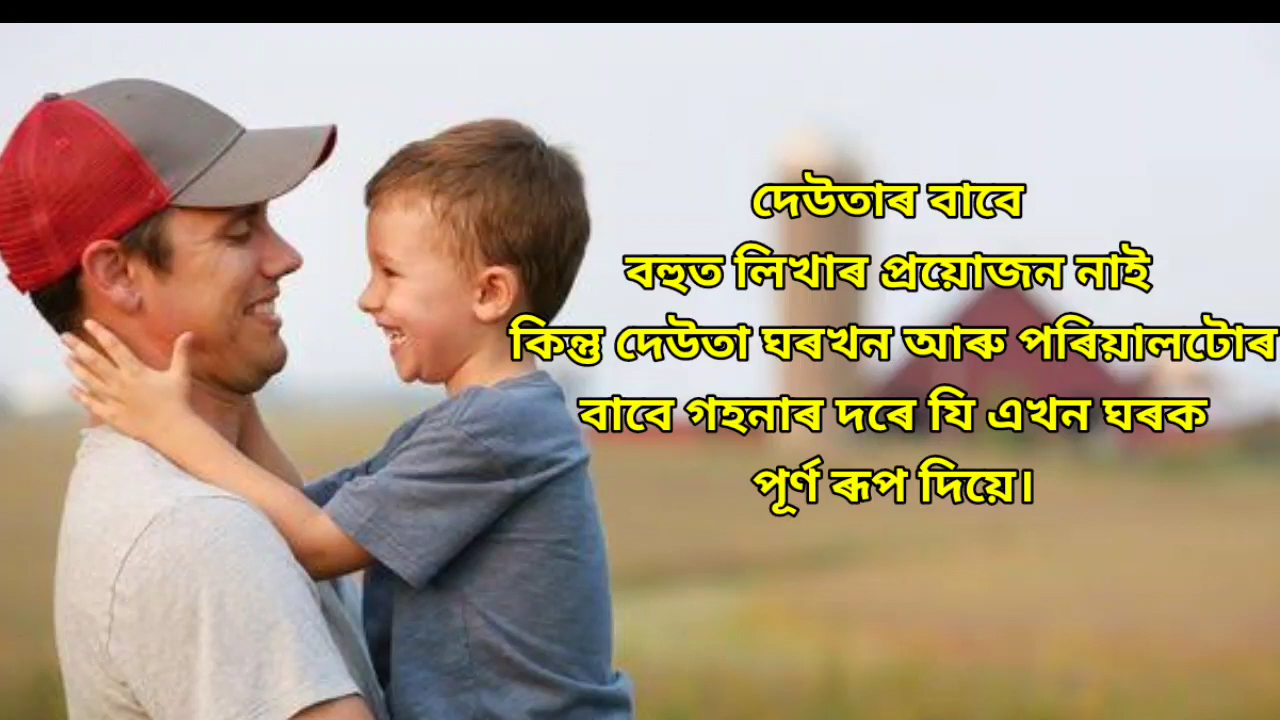 দেউতাৰ বাবে
বহুত লিখাৰ প্ৰয়োজন নাই
কিন্তু দেউতা ঘৰখন আৰু পৰিয়ালটোৰ
বাবে গহনাৰ দৰে যি এখন ঘৰক
পূৰ্ণ ৰূপ দিয়ে।